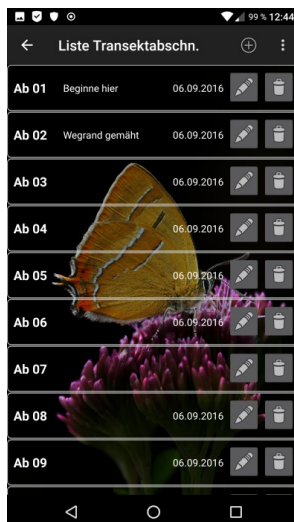 99 % 12:44
Liste Transektabschn.
Ab 01 Beginne hier 06.09.2016
Ab 02 Wegrand gemäht 06.09.2016
Ab 03 06.09.2016
Ab 04 06.09.2016
Ab 05 06.09.2016
Ab 06 06.09.2016
Ab 07 06.09.2016
Ab 08 06.09.2016
Ab 09 06.09.2016